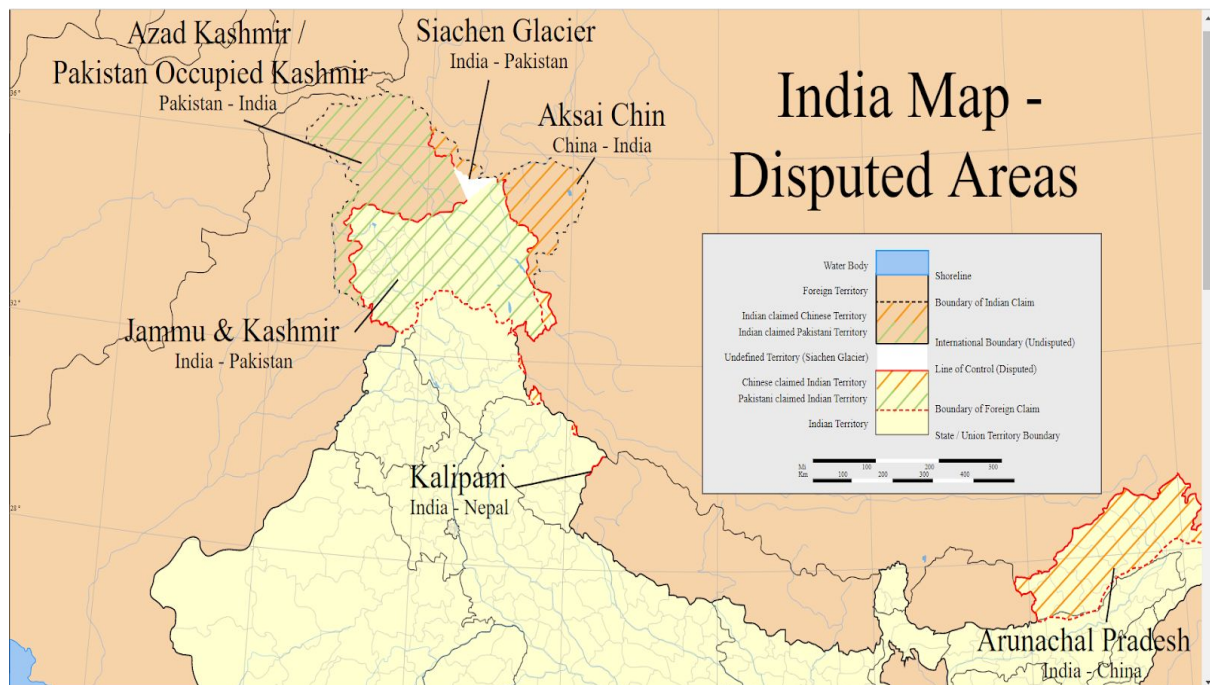 Azad Kashmir /
Pakistan Occupied Kashmir
Pakistan - India
Siachen Glacier
India - Pakistan
Aksai Chin
China - India
India Map -
Disputed Areas
Jammu & Kashmir
India - Pakistan
Kalipani
India - Nepal
Arunachal Pradesh
India - China
36°
32°
28°
Water Body
Shoreline
Foreign Territory
Boundary of Indian Claim
Indian claimed Chinese Territory
Indian claimed Pakistani Territory
International Boundary (Undisputed)
Undefined Territory (Siachen Glacier)
Line of Control (Disputed)
Chinese claimed Indian Territory
Pakistani claimed Indian Territory
Boundary of Foreign Claim
Indian Territory
State / Union Territory Boundary
Mi 100 200 300
Km 100 200 300 400